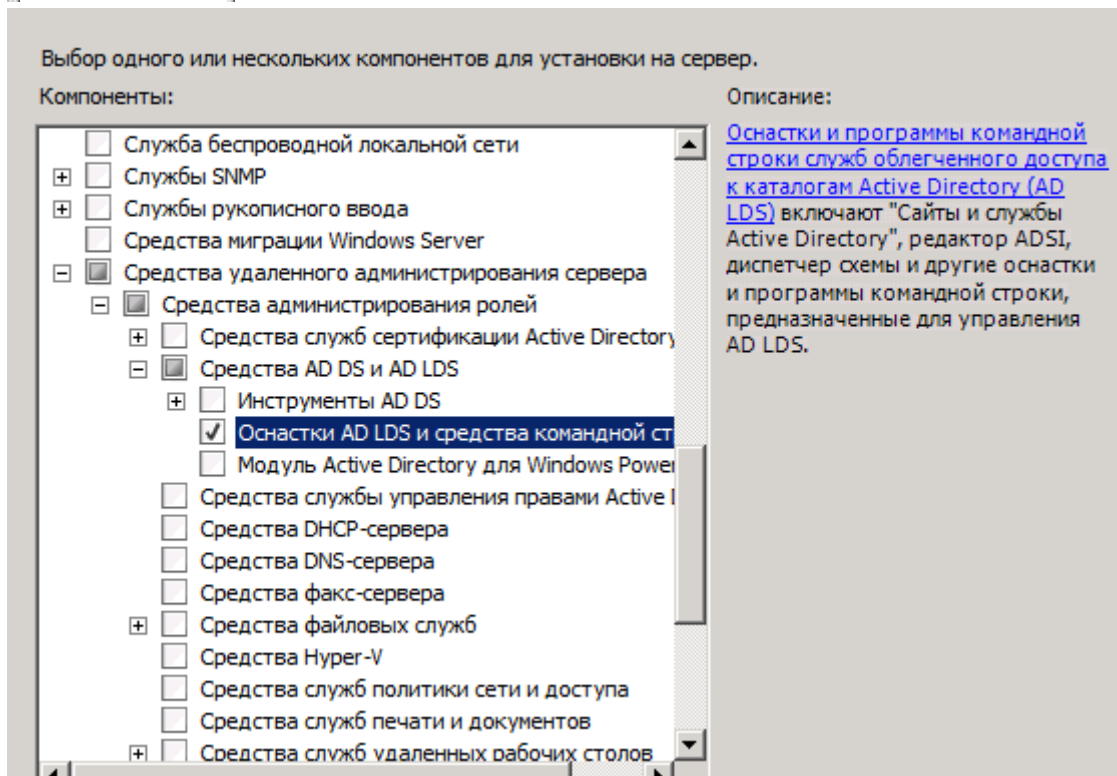 Выбор одного или нескольких компонентов для установки на сервер.
Компоненты:
Служба беспроводной локальной сети
Службы SNMP
Службы рукописного ввода
Средства миграции Windows Server
Средства удаленного администрирования сервера
Средства администрирования ролей
Средства служб сертификации Active Directory
Средства AD DS и AD LDS
Инструменты AD DS
Оснастки AD LDS и средства командной ст
Модуль Active Directory для Windows Power
Средства службы управления правами Active D
Средства DHCP-сервера
Средства DNS-сервера
Средства факс-сервера
Средства файловых служб
Средства Hyper-V
Средства служб политики сети и доступа
Средства служб печати и документов
Средства служб удаленных рабочих столов
Описание:
Оснастки и программы командной
строки служб облегченного доступа
к каталогам Active Directory (AD
LDS) включают "Сайты и службы
Active Directory", редактор ADSI,
диспетчер схемы и другие оснастки
и программы командной строки,
предназначенные для управления
AD LDS.